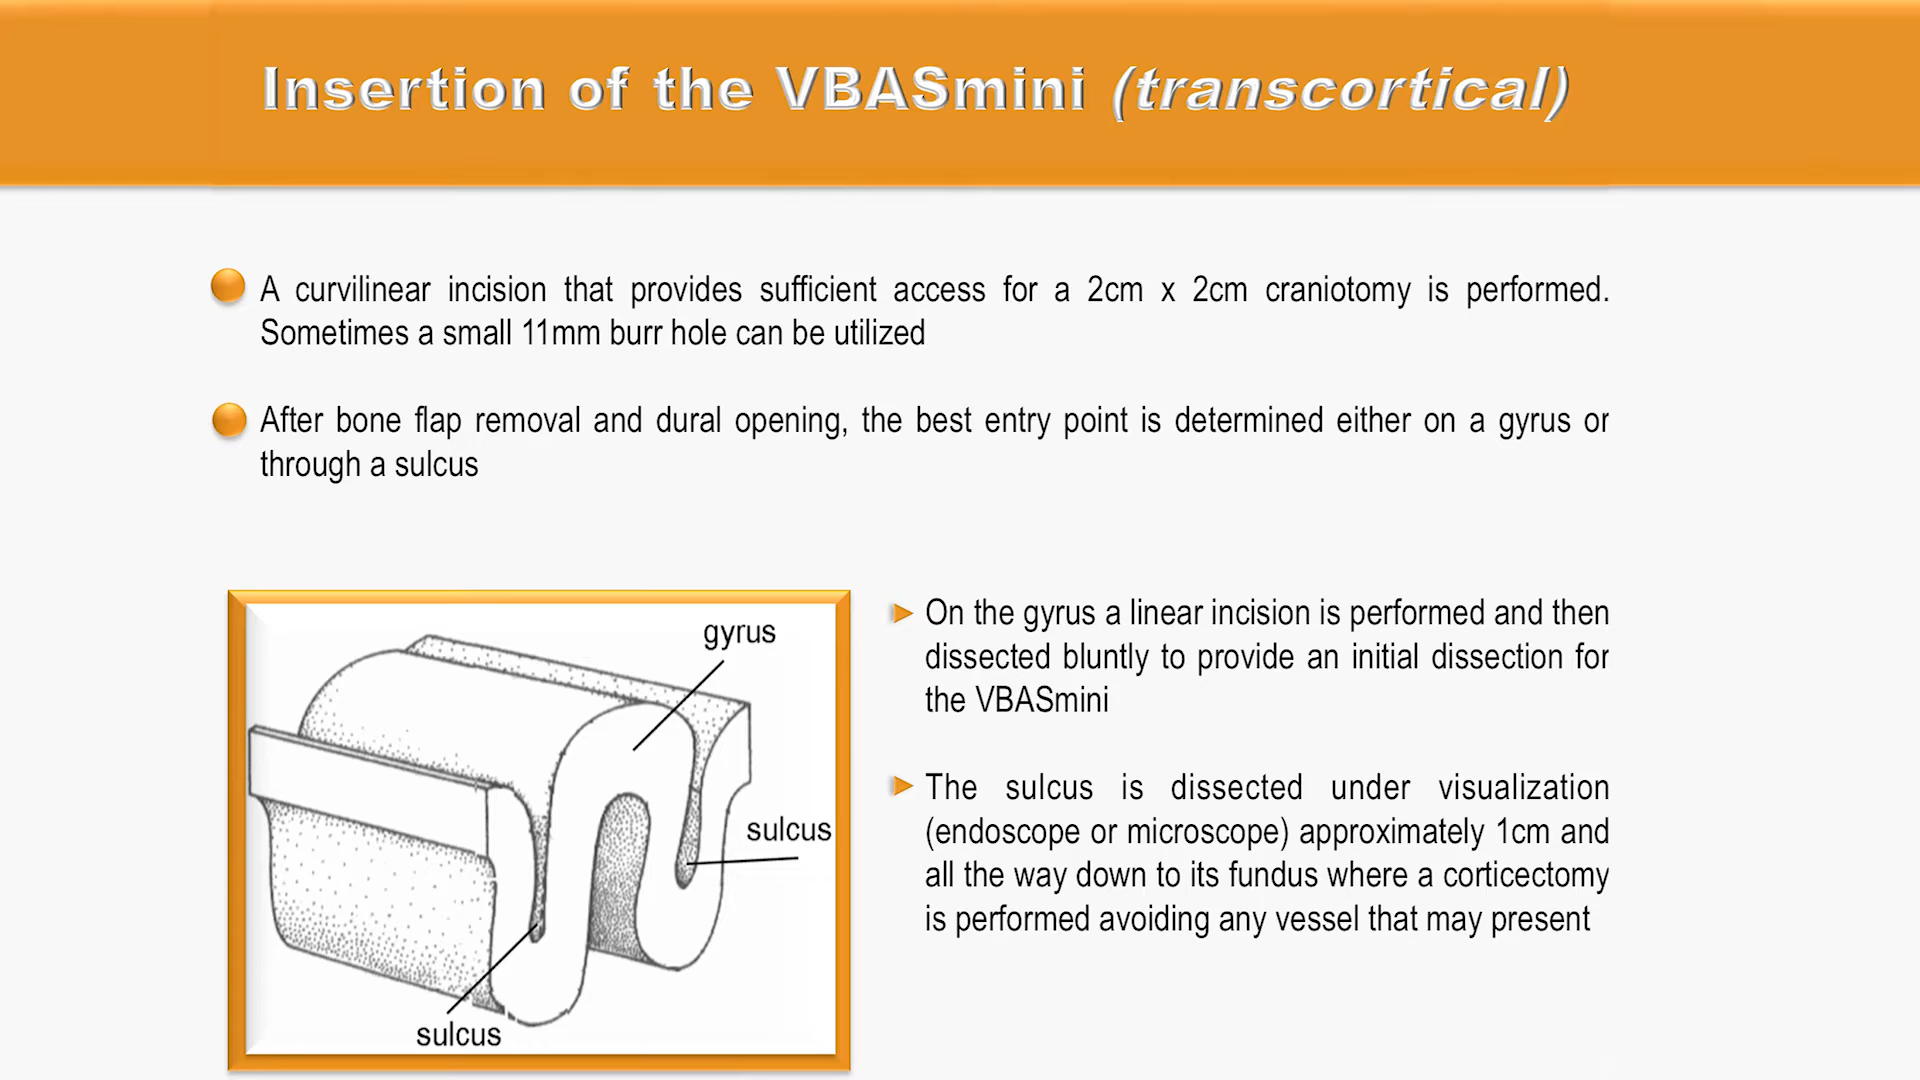 Insertion of the VBASmini (transcortical)
A curvilinear incision that provides sufficient access for a 2cm x 2cm craniotomy is performed.
Sometimes a small 11mm burr hole can be utilized
After bone flap removal and dural opening, the best entry point is determined either on a gyrus or
through a sulcus
gyrus
sulcus
sulcus
On the gyrus a linear incision is performed and then
dissected bluntly to provide an initial dissection for
the VBASmini
The sulcus is dissected under visualization
(endoscope or microscope) approximately 1cm and
all the way down to its fundus where a corticectomy
is performed avoiding any vessel that may present